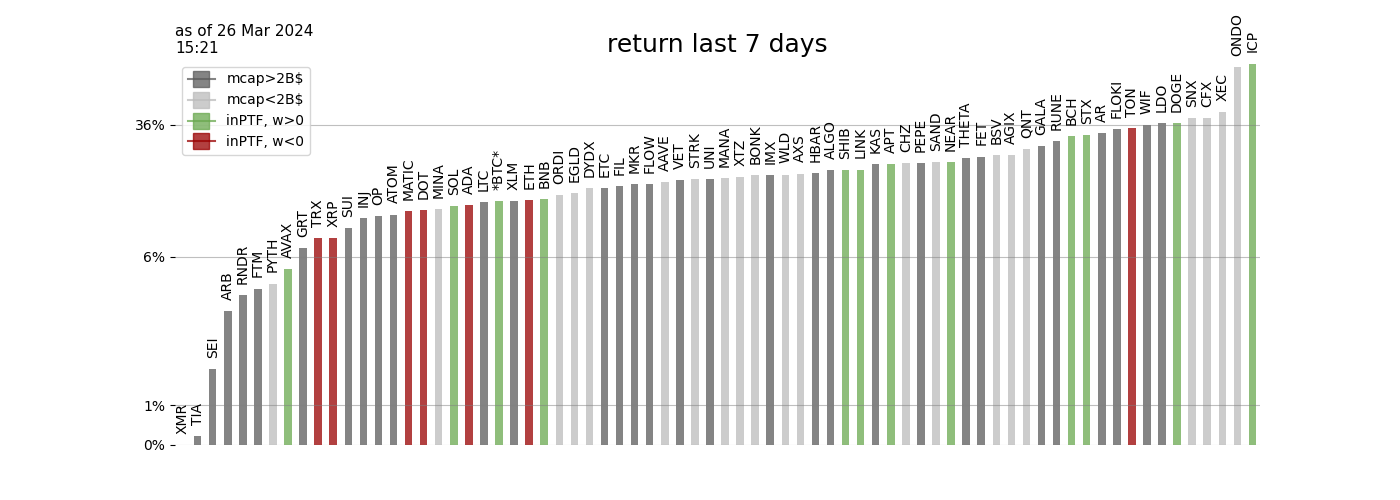 as of 26 Mar 2024
15:21
return last 7 days
mcap>2B$
mcap<2B$
inPTF, w>0
inPTF, w<0
36%
6%
1%
0%
XMR
TIA
SEI
ARB
RNDR
FTM
PYTH
AVAX
GRT
TRX
XRP
SUI
INJ
OP
ATOM
MATIC
DOT
MINA
SOL
ADA
LTC
*BTC*
XLM
ETH
BNB
ORDI
EGLD
DYDX
ETC
FIL
MKR
FLOW
AAVE
VET
STRK
UNI
MANA
XTZ
BONK
IMX
WLD
AXS
HBAR
ALGO
SHIB
LINK
KAS
APT
CHZ
PEPE
SAND
NEAR
THETA
FET
BSV
AGIX
QNT
GALA
RUNE
BCH
STX
AR
FLOKI
TON
WIF
LDO
DOGE
SNX
CFX
XEC
ONDO
ICP